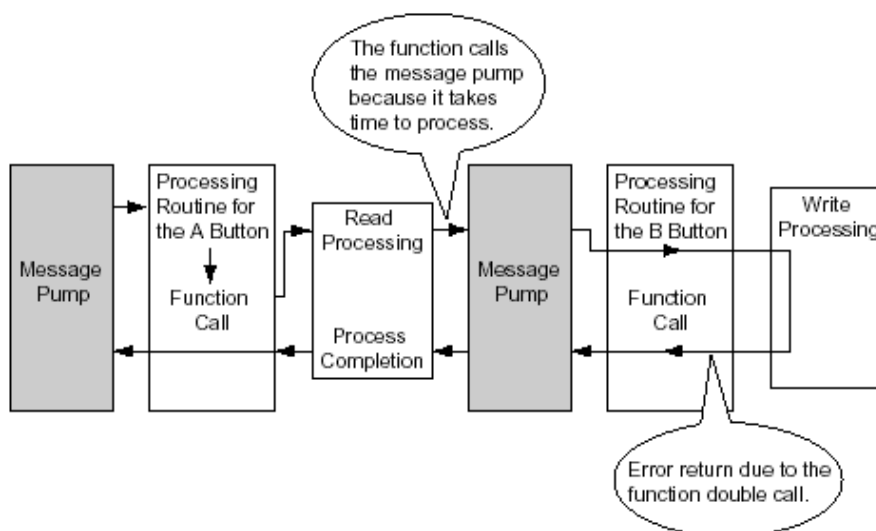 The function calls
the message pump
because it takes
time to process.
Message
Pump
Processing
Routine for
the A Button
Function
Call
Read
Processing
Process
Completion
Message
Pump
Processing
Routine for
the B Button
Function
Call
Write
Processing
Error return due to the
function double call.